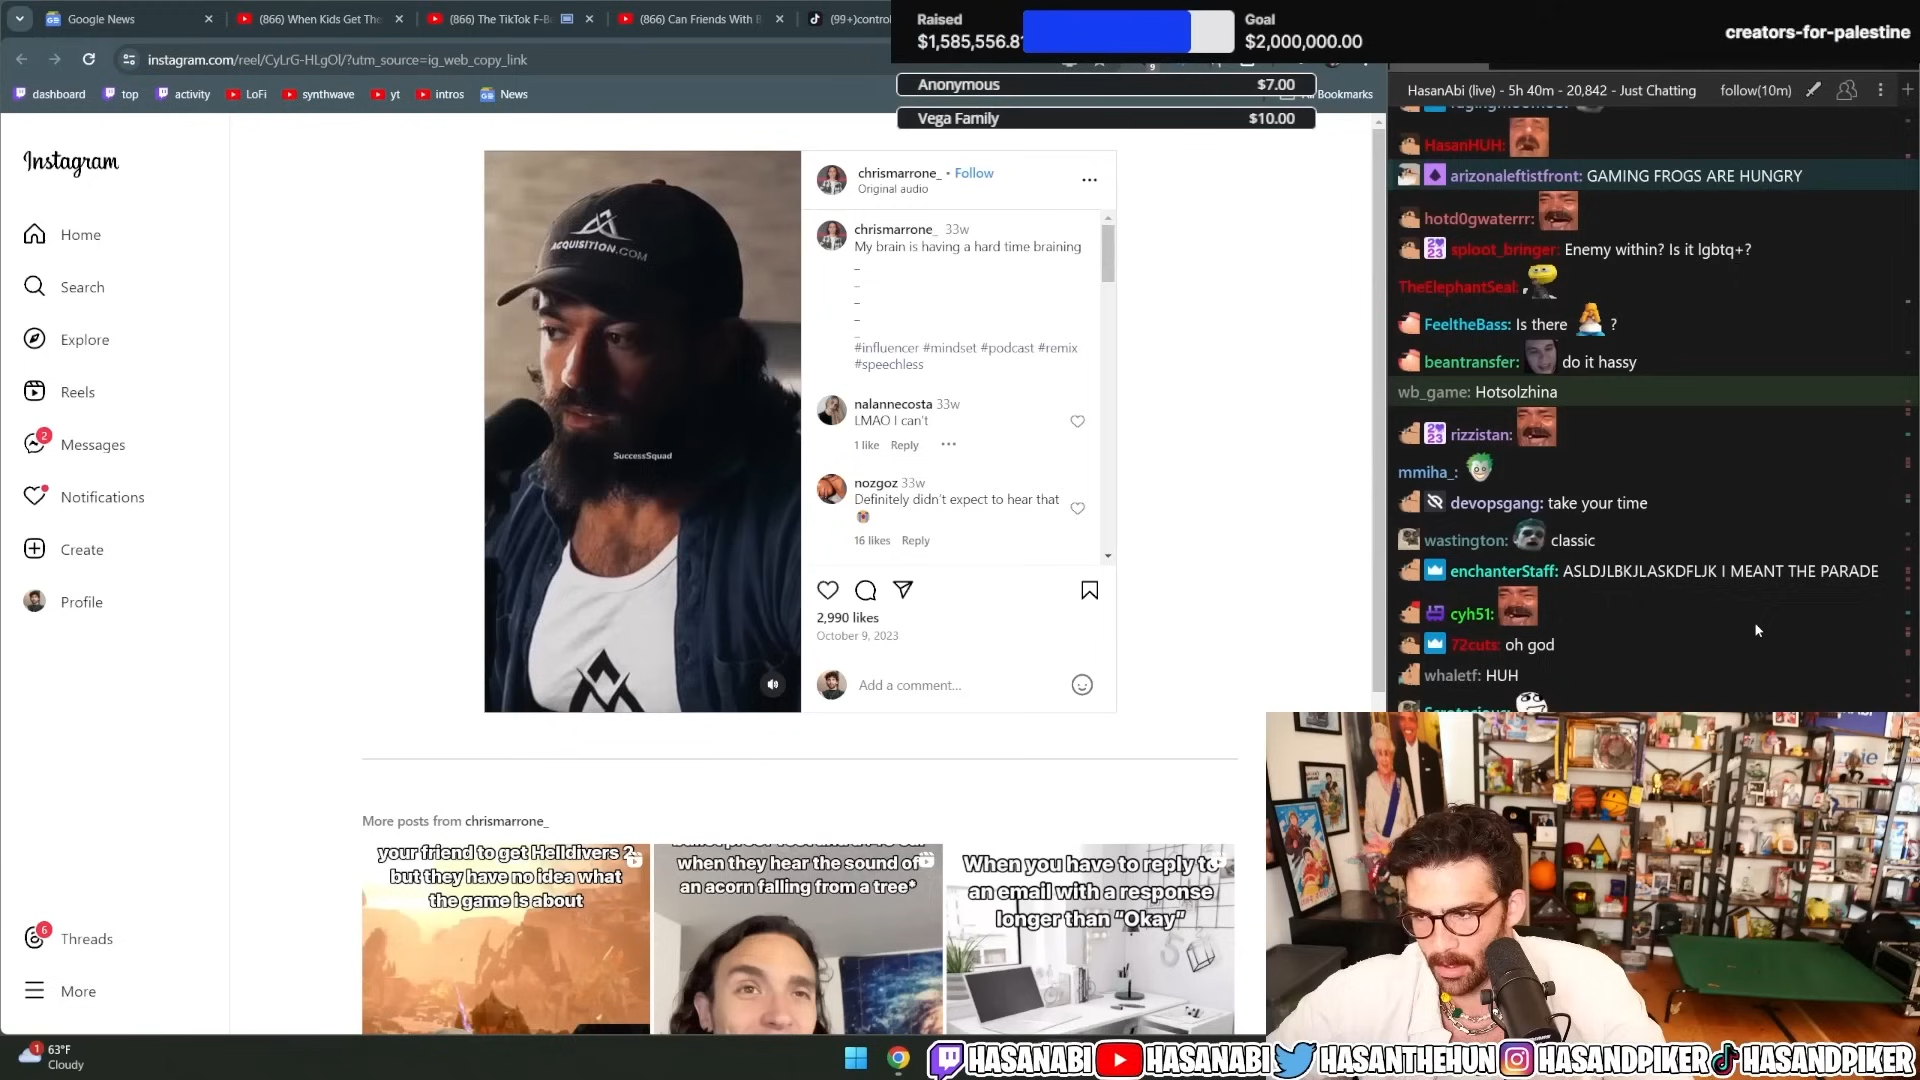 Google News
(866) When Kids Get The
(866) The TikTok F-B
(866) Can Friends With B
(99+)control
instagram.com/reel/CyLrG-HLgOl/?utm_source=ig_web_copy_link
dashboard
top
activity
LoFi
synthwave
yt
intros
News
Bookmarks
Raised
$1,585,556.8
Goal
$2,000,000.00
creators-for-palestine
Anonymous $7.00
Vega Family $10.00
Instagram
Home
Search
Explore
Reels
2
Messages
Notifications
Create
Profile
6
Threads
More
ACQUISITION.COM
SuccessSquad
chrismarrone_ • Follow
Original audio
chrismarrone_ 33w
My brain is having a hard time braining
#influencer #mindset #podcast #remix
#speechless
nalannecosta 33w
LMAO I can't
1 like Reply
nozgoz 33w
Definitely didn't expect to hear that
16 likes Reply
2,990 likes
October 9, 2023
Add a comment...
More posts from chrismarrone_
your friend to get Helldivers 2
but they have no idea what
the game is about
when they hear the sound of
an acorn falling from a tree*
When you have to reply to
an email with a response
longer than "Okay"
HasanAbi (live) - 5h 40m - 20,842 - Just Chatting
follow(10m)
HasanHUH:
arizonaleftistfront: GAMING FROGS ARE HUNGRY
hotd0gwaterrr:
sploot_bringer: Enemy within? Is it lgbtq+?
TheElephantSeal:
FeeltheBass: Is there ?
beantransfer: do it hassy
wb_game: Hotsolzhina
rizzistan:
mmiha_:
devopsgang: take your time
wastington: classic
enchanterStaff: ASLDJLBKJLASKDFLJK I MEANT THE PARADE
cyh51:
72cuts: oh god
whaletf: HUH
1
63°F
Cloudy
HASANABI
HASANABI
HASANTHEHUN
HASANDPIKER
HASANDPIKER